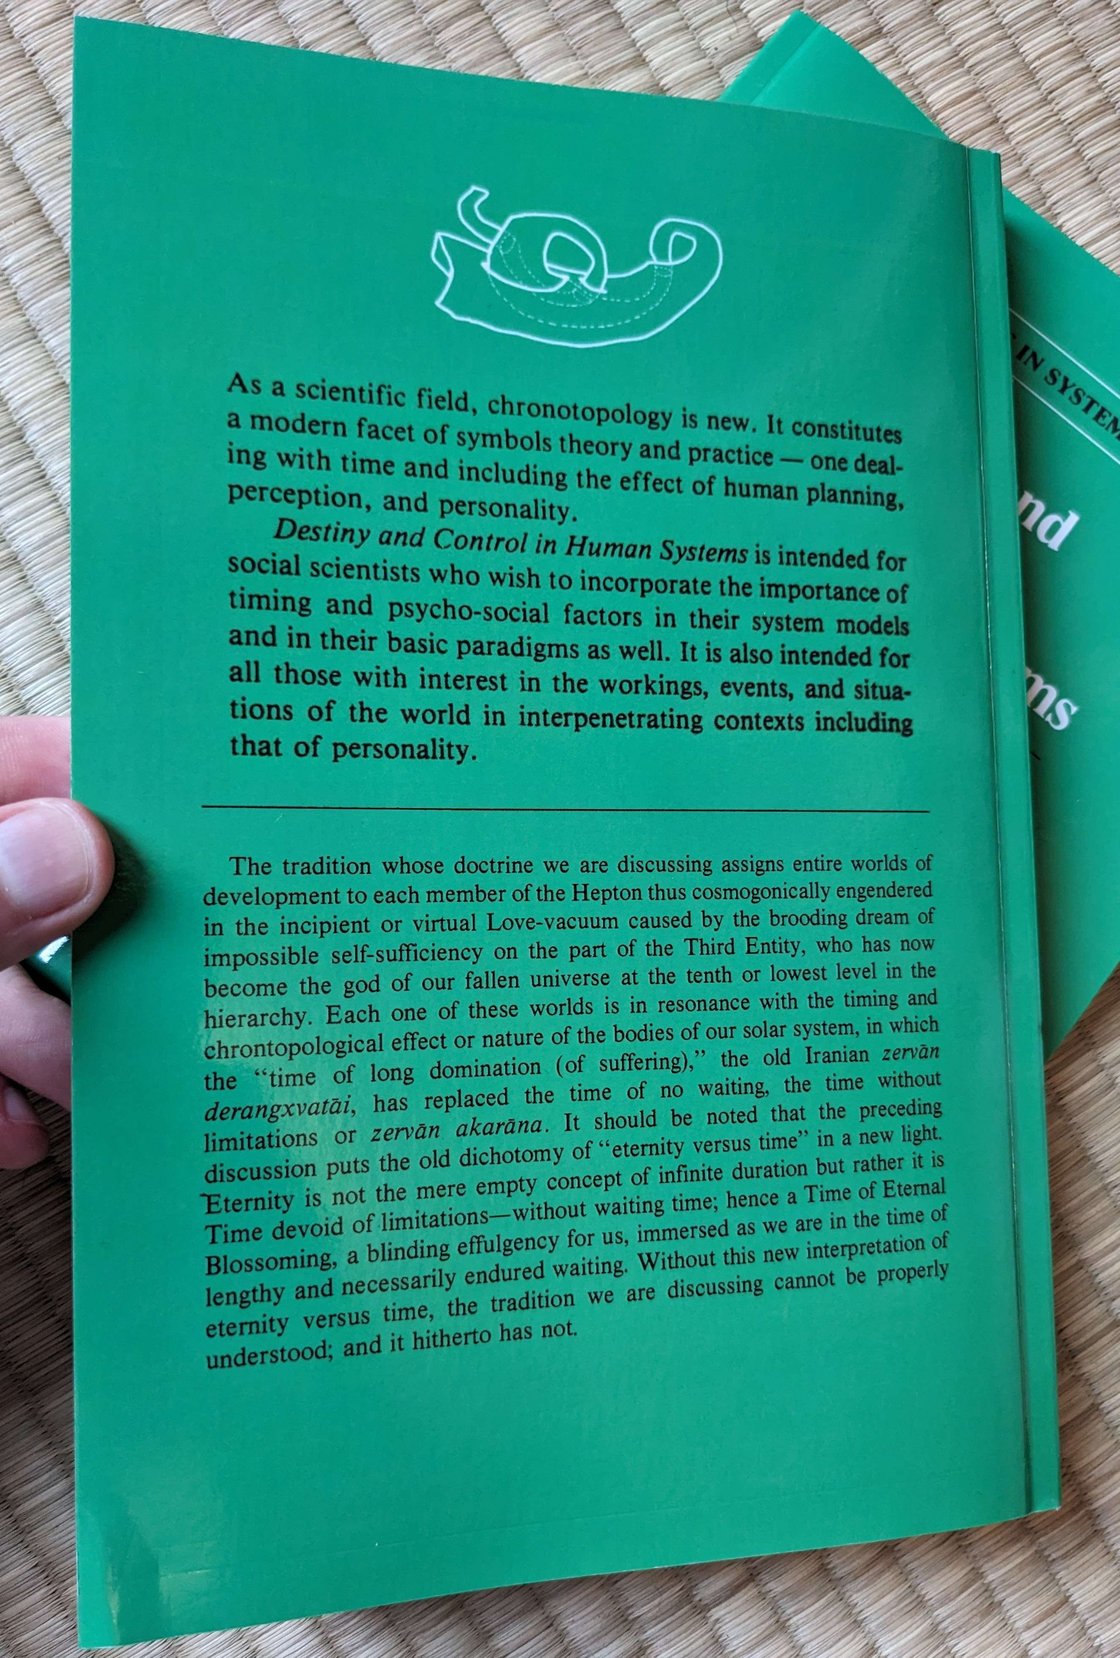 As a scientific field, chronotopology is new. It constitutes
a modern facet of symbols theory and practice — one deal-
ing with time and including the effect of human planning,
perception, and personality.
Destiny and Control in Human Systems is intended for
social scientists who wish to incorporate the importance of
timing and psycho-social factors in their system models
and in their basic paradigms as well. It is also intended for
all those with interest in the workings, events, and situa-
tions of the world in interpenetrating contexts including
that of personality.
The tradition whose doctrine we are discussing assigns entire worlds of
development to each member of the Hepton thus cosmogonically engendered
in the incipient or virtual Love-vacuum caused by the brooding dream of
impossible self-sufficiency on the part of the Third Entity, who has now
become the god of our fallen universe at the tenth or lowest level in the
hierarchy. Each one of these worlds is in resonance with the timing and
chrontopological effect or nature of the bodies of our solar system, in which
the “time of long domination (of suffering),” the old Iranian zervān
derangxvatāi, has replaced the time of no waiting, the time without
limitations or zervān akarāna. It should be noted that the preceding
discussion puts the old dichotomy of “eternity versus time” in a new light.
Eternity is not the mere empty concept of infinite duration but rather it is
Time devoid of limitations—without waiting time; hence a Time of Eternal
Blossoming, a blinding effulgency for us, immersed as we are in the time of
lengthy and necessarily endured waiting. Without this new interpretation of
eternity versus time, the tradition we are discussing cannot be properly
understood; and it hitherto has not.
IN SYSTEM
nd
ms